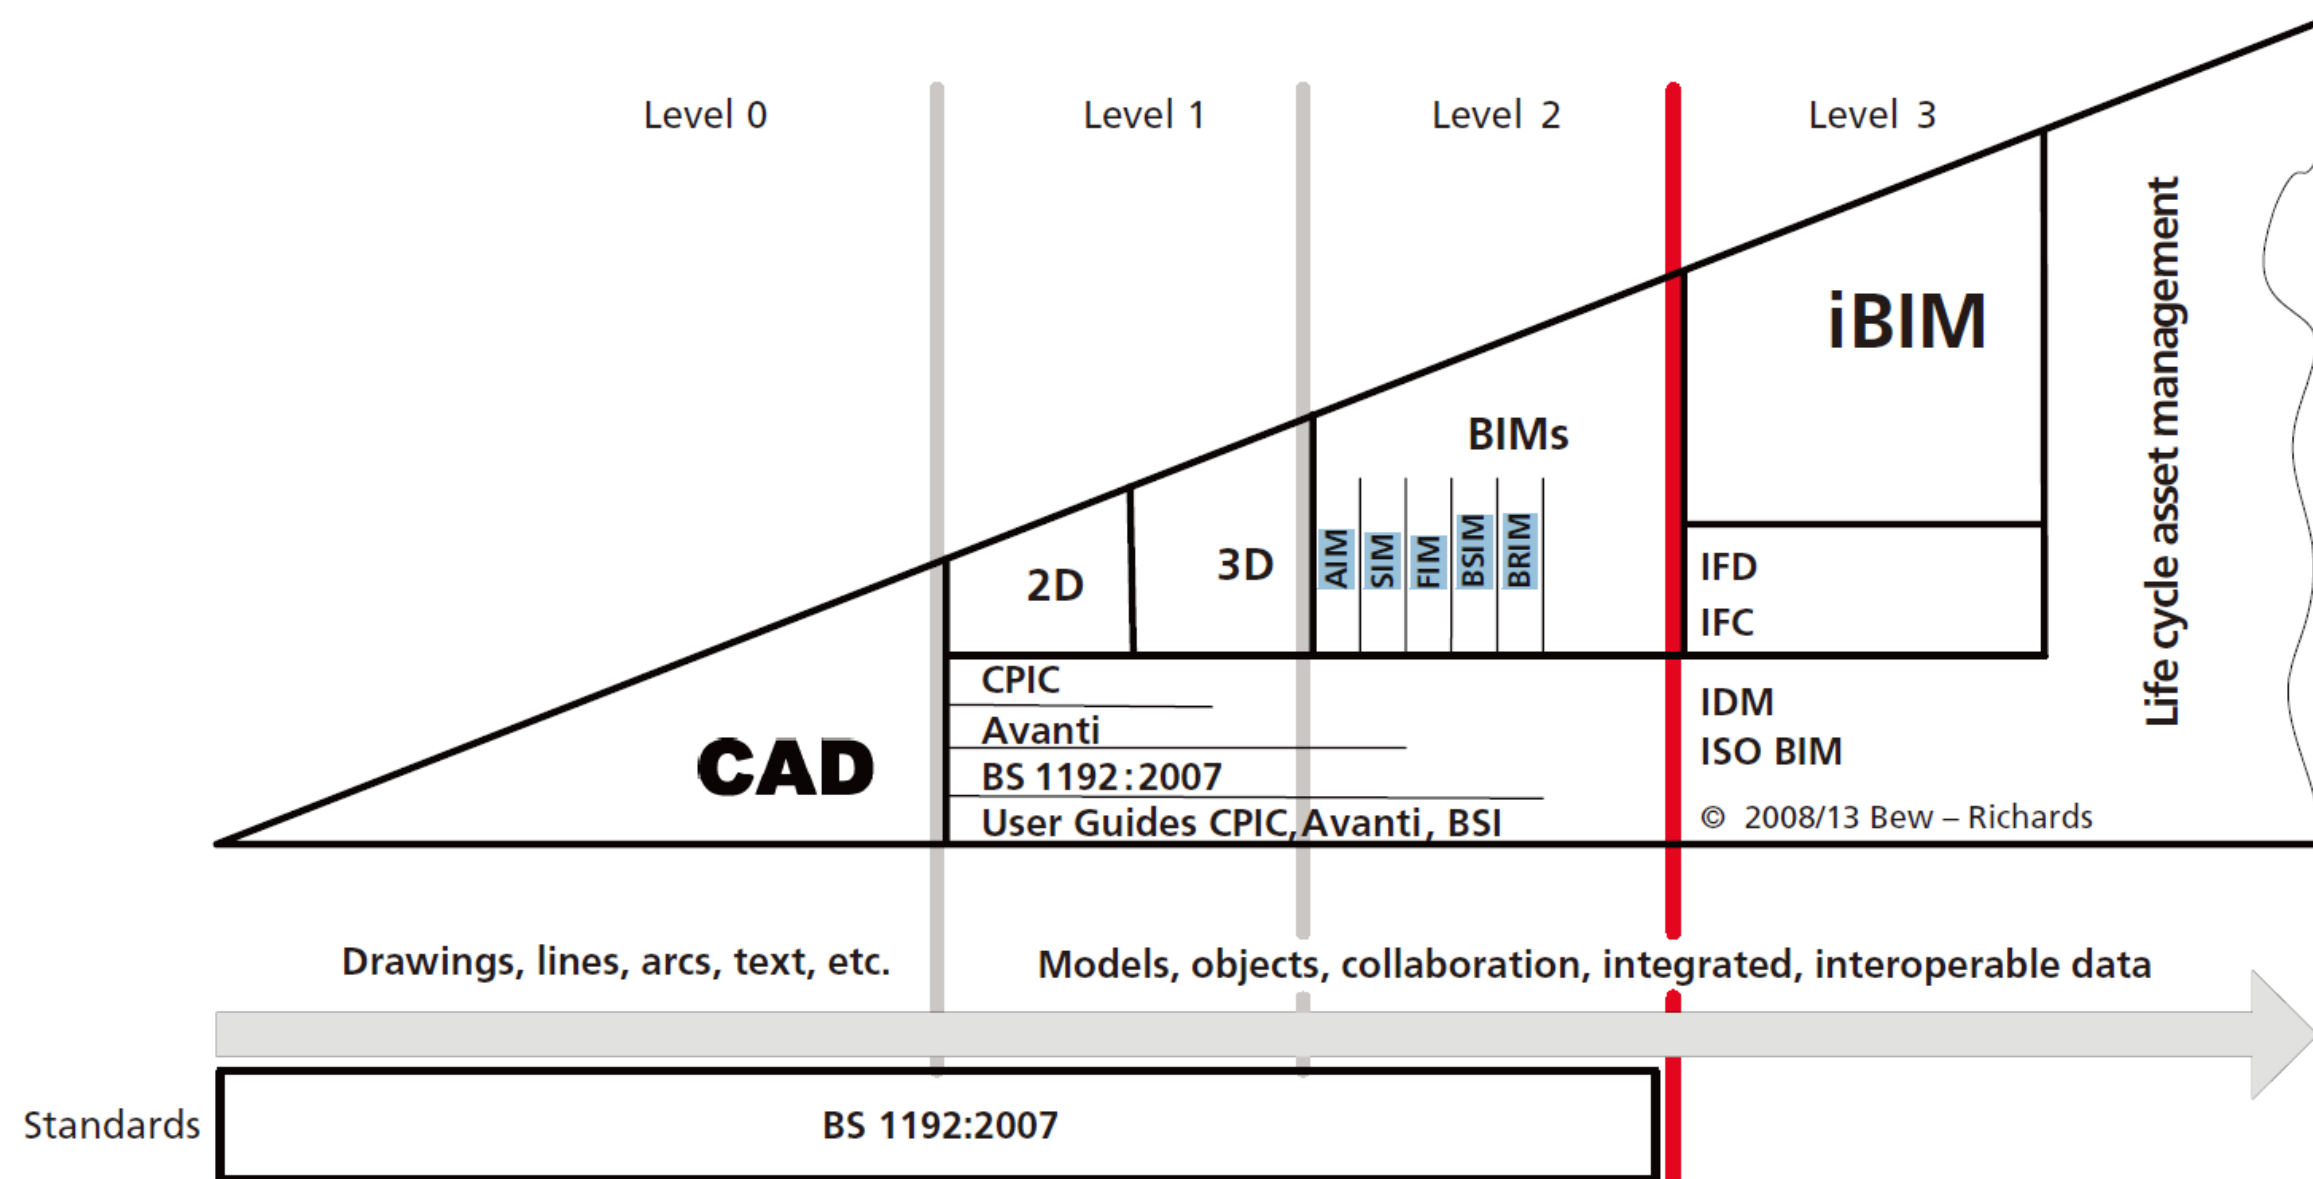 Level 0
Level 1
Level 2
Level 3
iBIM
BIMs
2D
3D
AIM
SIM
FIM
BSIM
BRIM
IFD
IFC
Life cycle asset management
CAD
CPIC
Avanti
BS 1192:2007
User Guides CPIC,Avanti, BSI
IDM
ISO BIM
© 2008/13 Bew – Richards
Drawings, lines, arcs, text, etc.
Models, objects, collaboration, integrated, interoperable data
Standards
BS 1192:2007